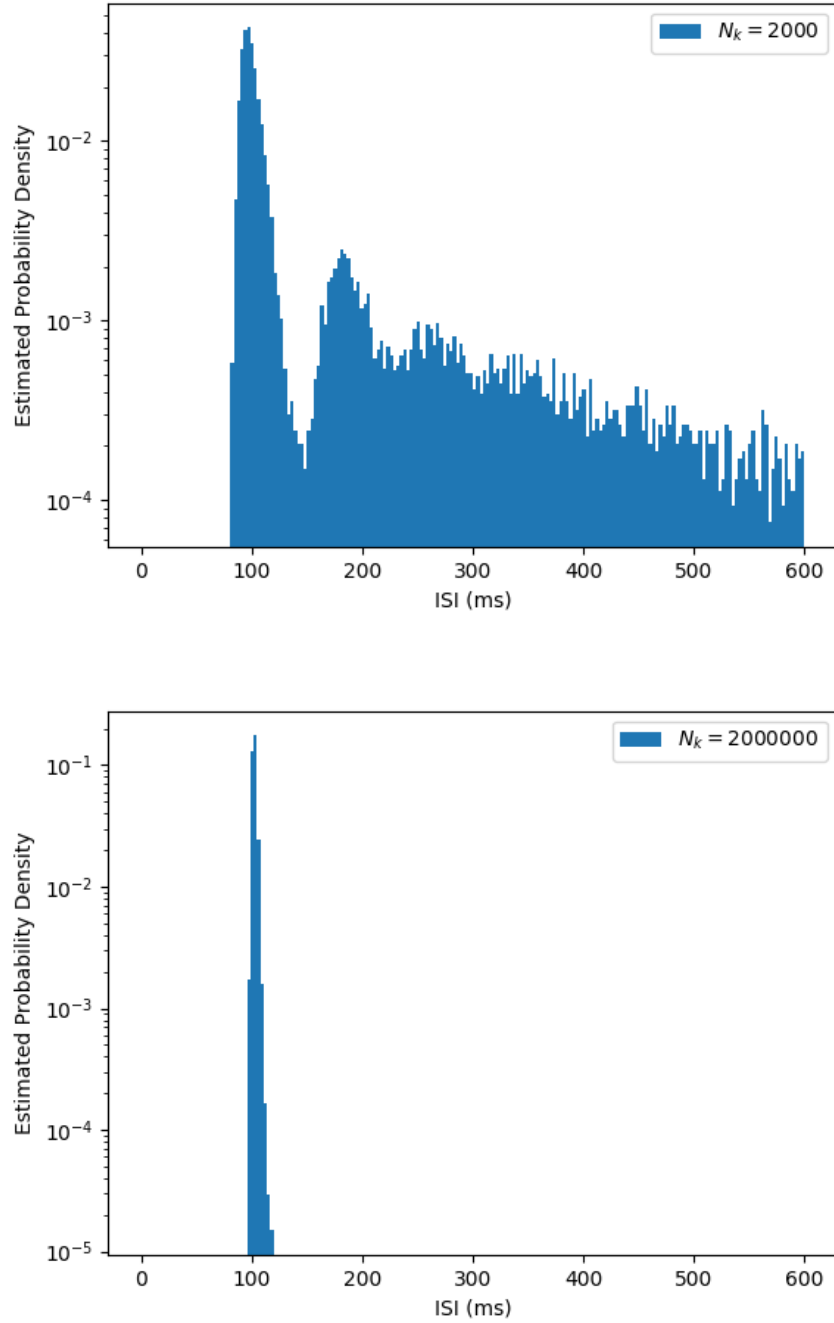 N_k = 2000
Estimated Probability Density
10^-2
10^-3
10^-4
0 100 200 300 400 500 600
ISI (ms)
N_k = 2000000
Estimated Probability Density
10^-1
10^-2
10^-3
10^-4
10^-5
0 100 200 300 400 500 600
ISI (ms)